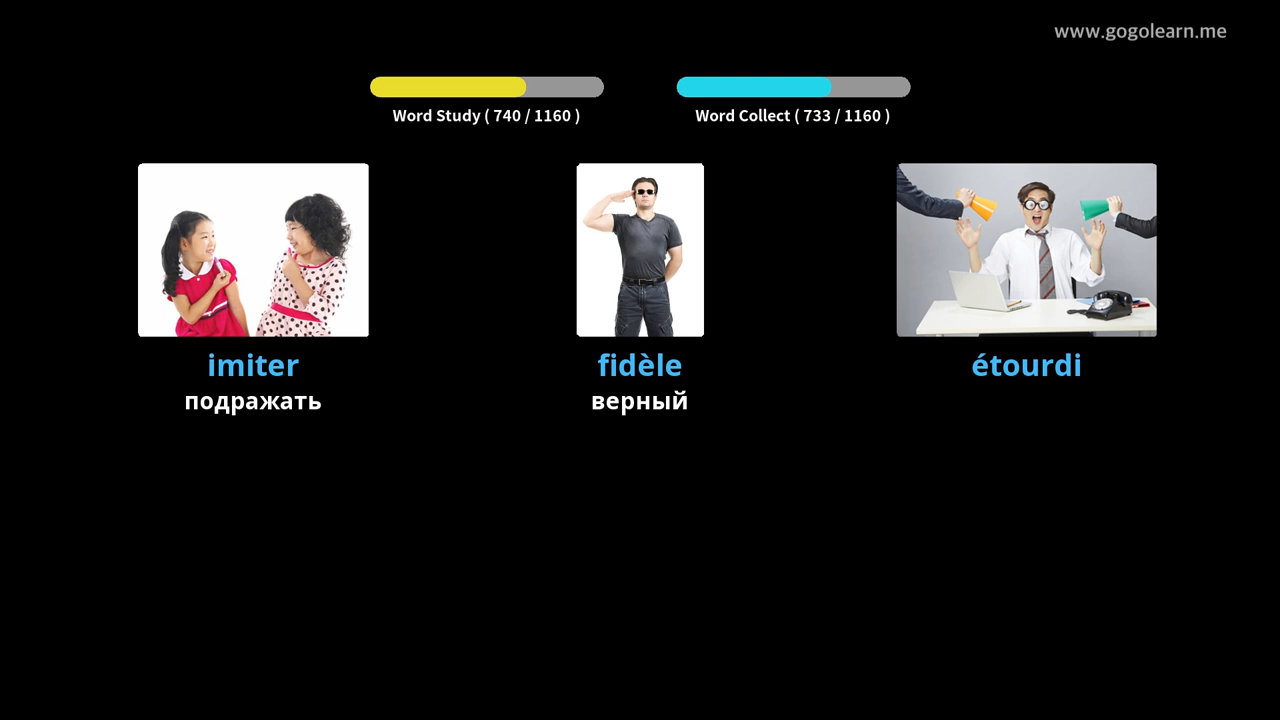 www.gogolearn.me
Word Study ( 740 / 1160 )
Word Collect ( 733 / 1160 )
imiter
подражать
fidèle
верный
étourdi